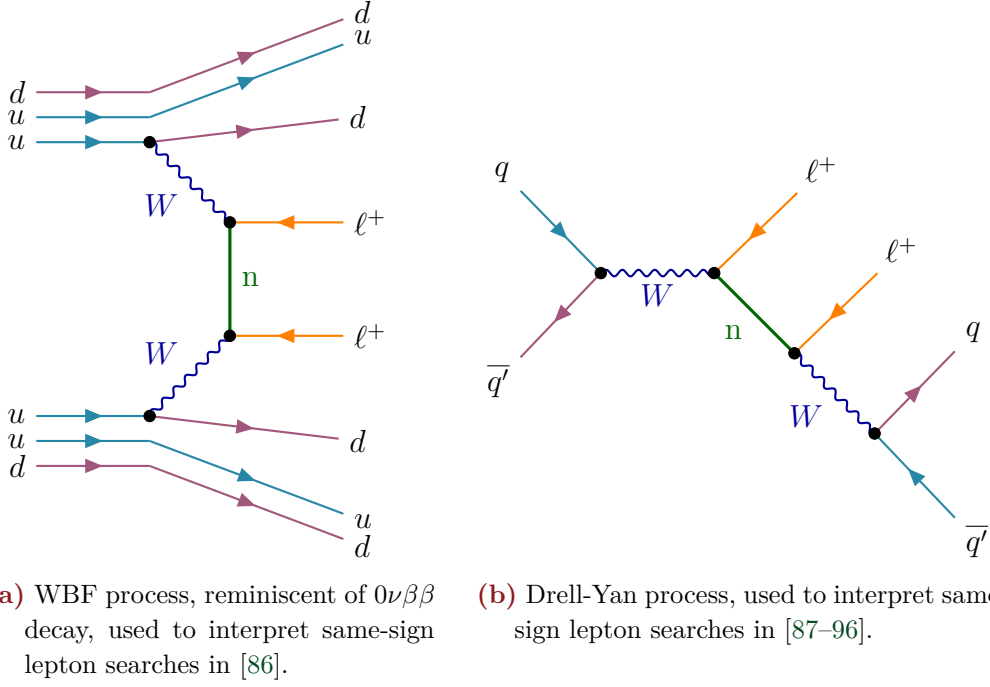 d
u
d
u
u
d
W
ℓ⁺
n
ℓ⁺
W
u
u
d
d
u
d
q
q̅′
W
ℓ⁺
n
ℓ⁺
W
q
q̅′
a) WBF process, reminiscent of 0νββ
decay, used to interpret same-sign
lepton searches in [86].
(b) Drell-Yan process, used to interpret same-
sign lepton searches in [87–96].